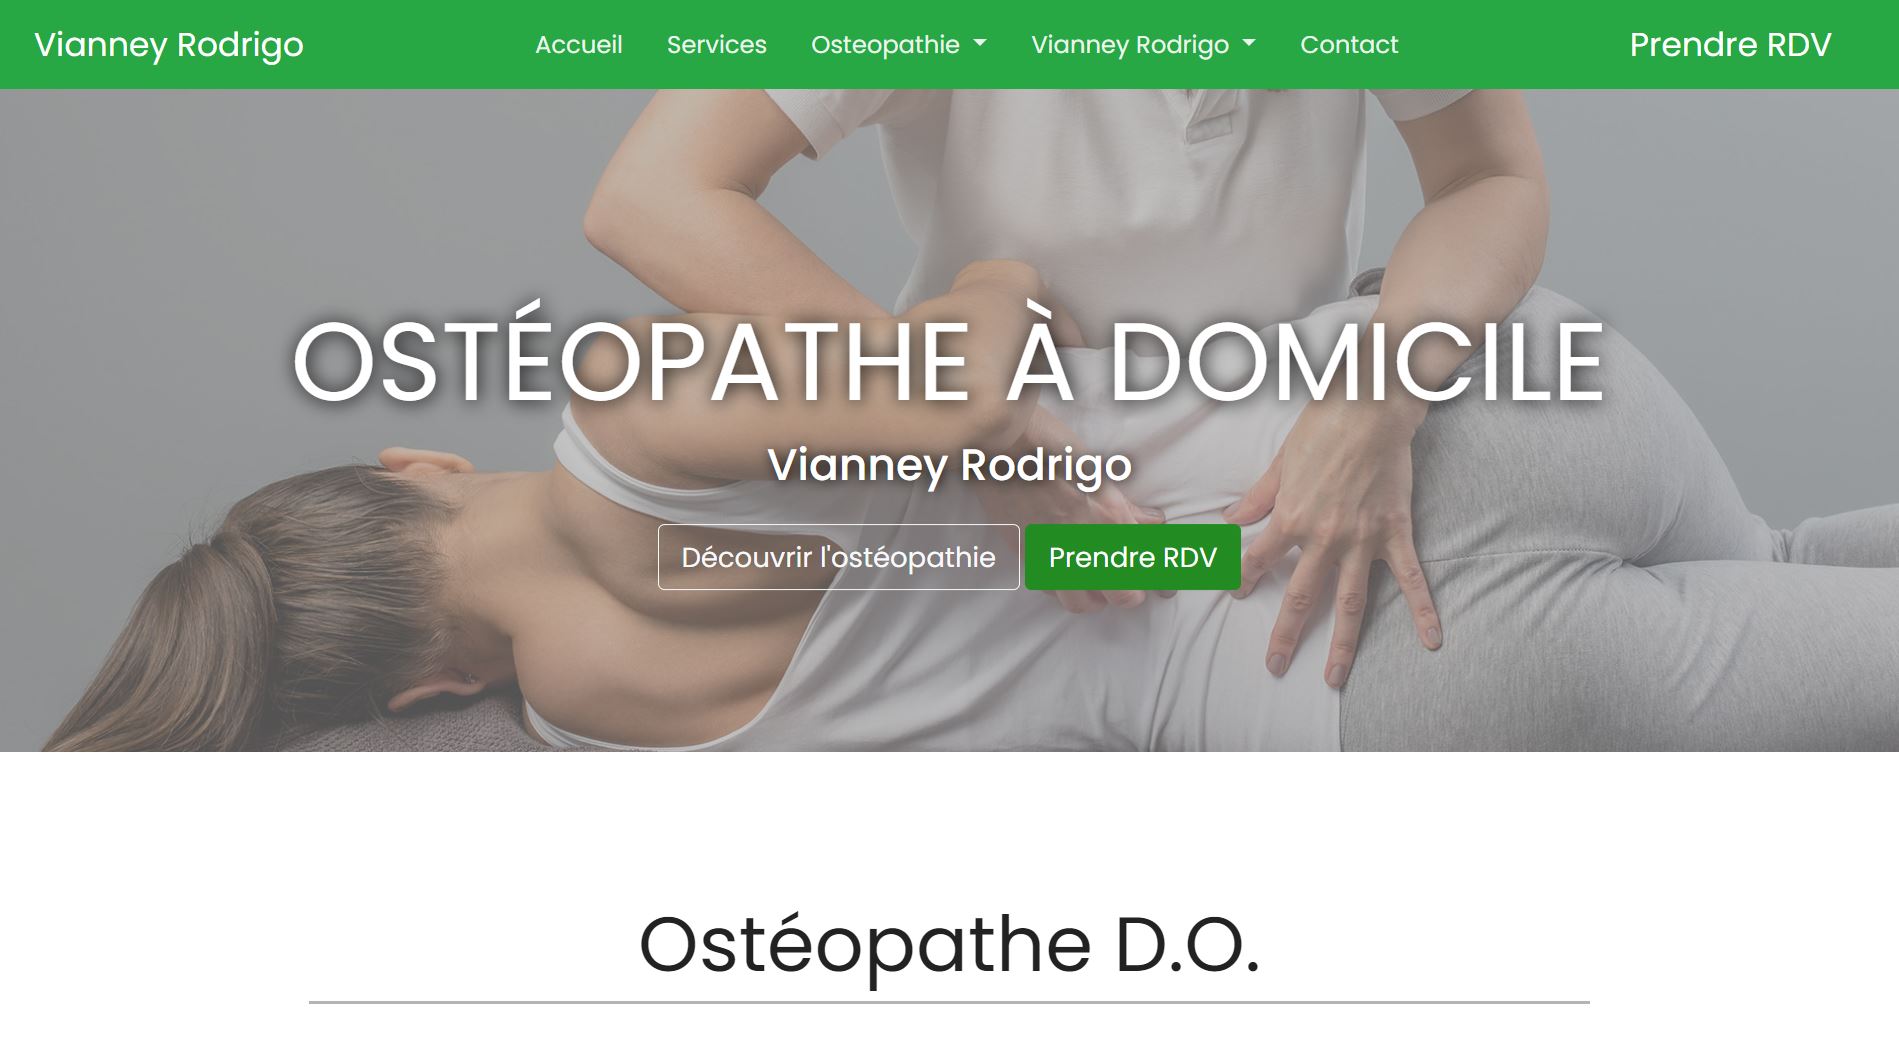 Vianney Rodrigo Accueil Services Osteopathie Vianney Rodrigo Contact Prendre RDV
OSTÉOPATHE À DOMICILE
Vianney Rodrigo
Découvrir l'ostéopathie Prendre RDV
Ostéopathe D.O.